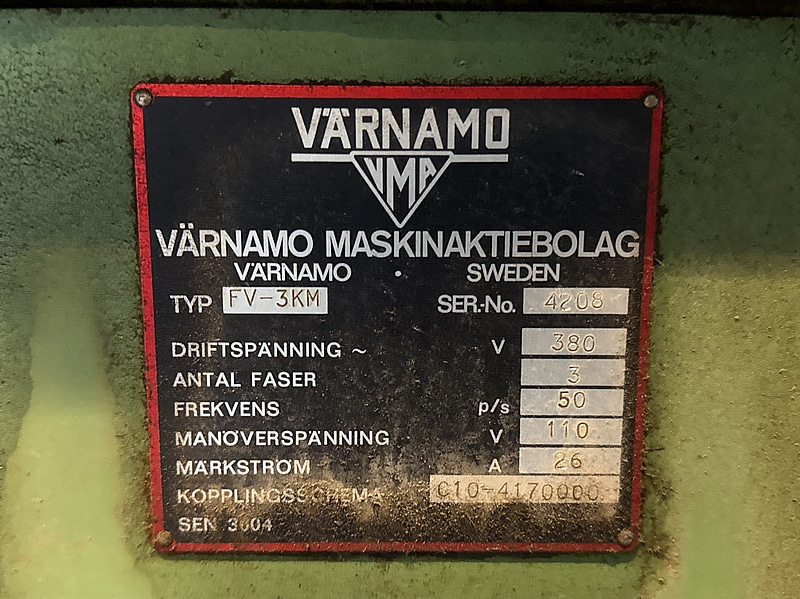 VÄRNAMO
VMA
VÄRNAMO MASKINAKTIEBOLAG
VÄRNAMO • SWEDEN
TYP FV-3KM SER.-No. 4208
DRIFTSPÄNNING ~ V 380
ANTAL FASER 3
FREKVENS p/s 50
MANÖVERSPÄNNING V 110
MÄRKSTRÖM A 26
KOPPLINGSSCHEMA C10-4170000
SEN 3604